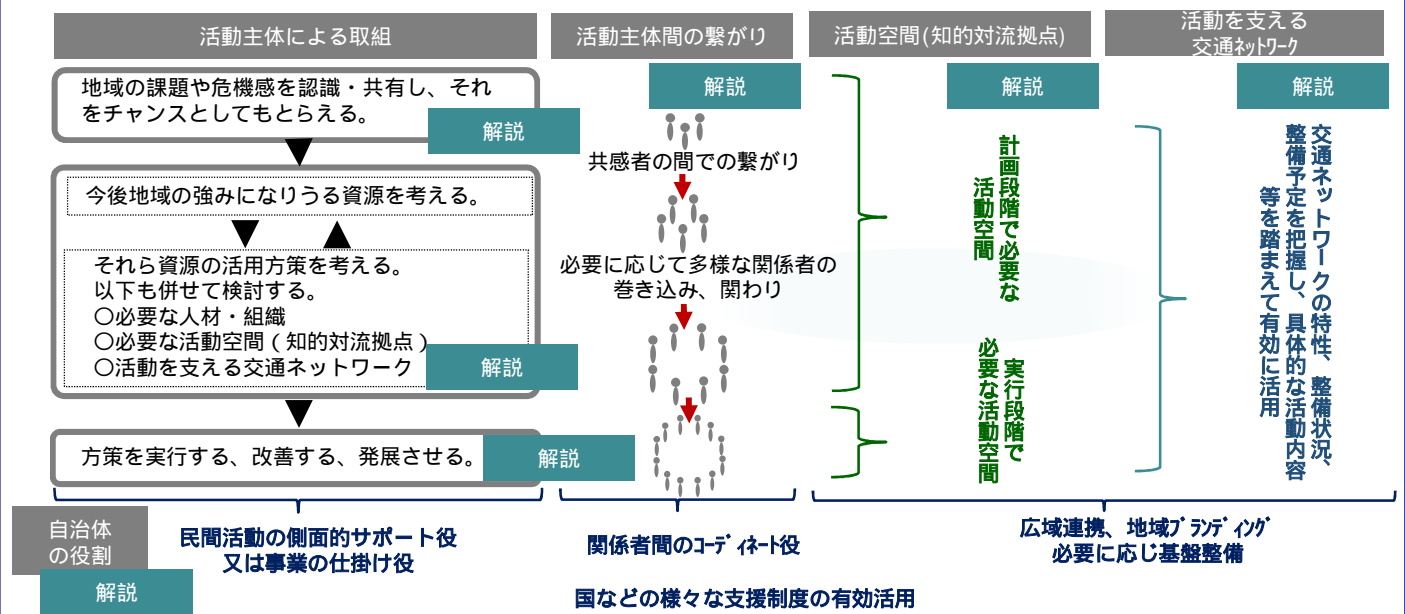 活動主体による取組
活動主体間の繋がり
活動空間(知的対流拠点)
活動を支える
交通ﾈｯﾄﾜｰｸ
地域の課題や危機感を認識・共有し、それ
をチャンスとしてもとらえる。
解説
今後地域の強みになりうる資源を考える。
それら資源の活用方策を考える。
以下も併せて検討する。
〇必要な人材・組織
〇必要な活動空間(知的対流拠点)
〇活動を支える交通ネットワーク
解説
方策を実行する、改善する、発展させる。
解説
解説
共感者の間での繋がり
必要に応じて多様な関係者の
巻き込み、関わり
解説
計画段階で必要な
活動空間
実行段階で
必要な活動空間
解説
交通ネットワークの特性、整備状況、
整備予定を把握し、具体的な活動内容
等を踏まえて有効に活用
自治体
の役割
解説
民間活動の側面的サポート役
又は事業の仕掛け役
関係者間のｺｰﾃﾞｨﾈｰﾄ役
広域連携、地域ﾌﾞﾗﾝﾃﾞｨﾝｸﾞ
必要に応じ基盤整備
国などの様々な支援制度の有効活用